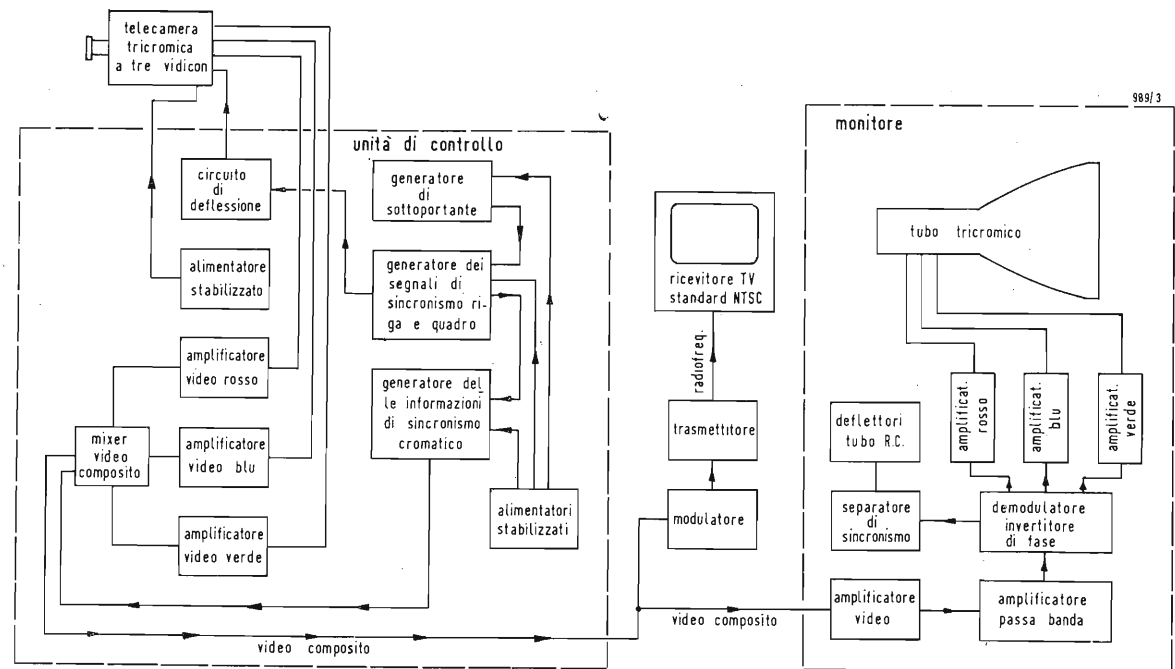 telecamera
tricromica
a tre vidicon
989/3
unità di controllo
monitore
circuito
di
deflessione
generatore
di
sottoportante
tubo tricromico
alimentatore
stabilizzato
generatore dei
segnali di
sincronismo ri-
ga e quadro
ricevitore TV
standard NTSC
radiofreq.
amplificatore
video rosso
generatore del
le informazioni
di sincronismo
cromatico
amplificat.
rosso
amplificat.
blu
amplificat.
verde
trasmettitore
deflettori
tubo R.C.
mixer
video
composito
amplificatore
video blu
alimentatori
stabilizzati
modulatore
separatore
di
sincronismo
demodulatore
invertitore
di fase
amplificatore
video verde
video composito
video composito
amplificatore
video
amplificatore
passa banda